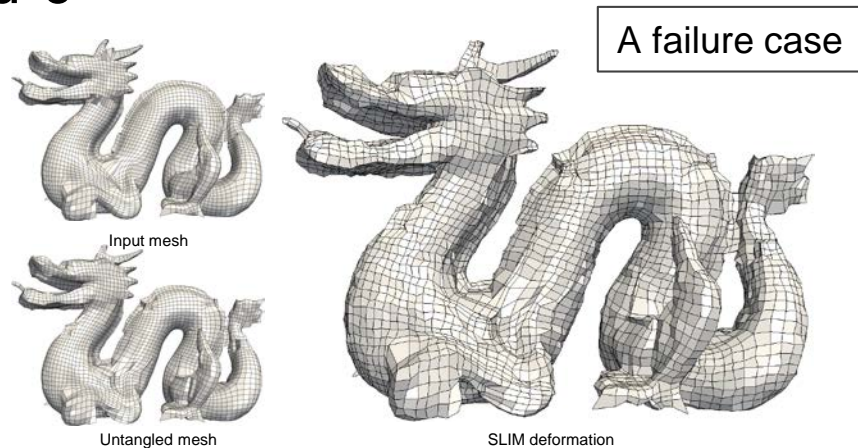 A failure case
Input mesh
Untangled mesh
SLIM deformation